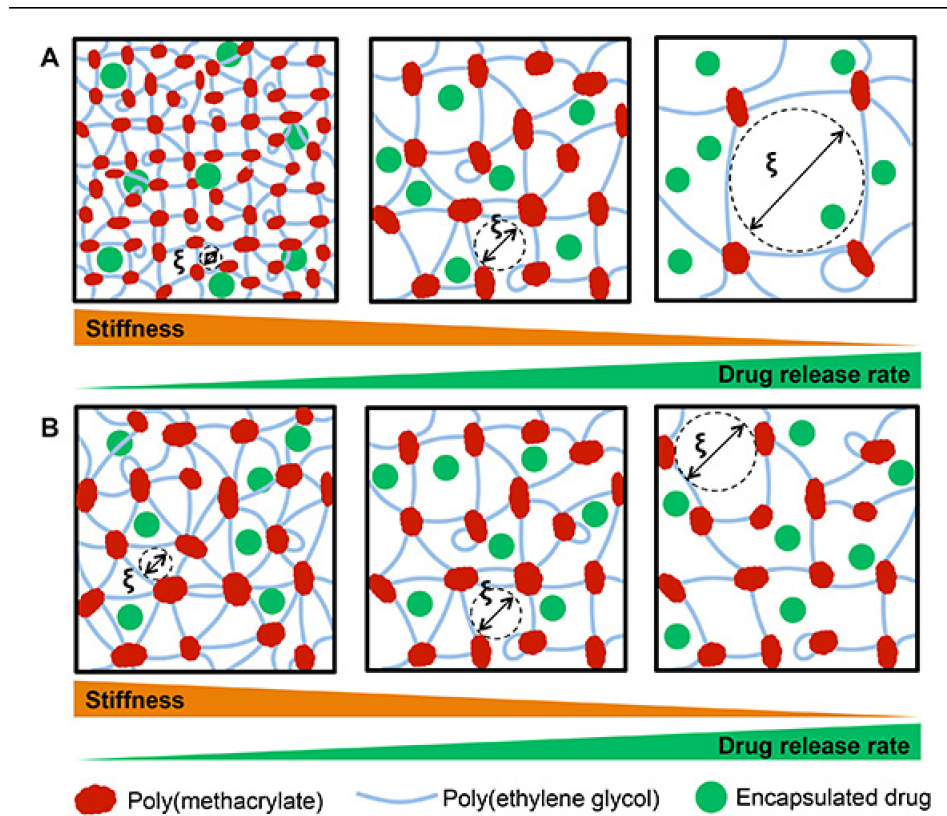 A
ξ
ξ
ξ
Stiffness
Drug release rate
B
ξ
ξ
ξ
Stiffness
Drug release rate
Poly(methacrylate)
Poly(ethylene glycol)
Encapsulated drug